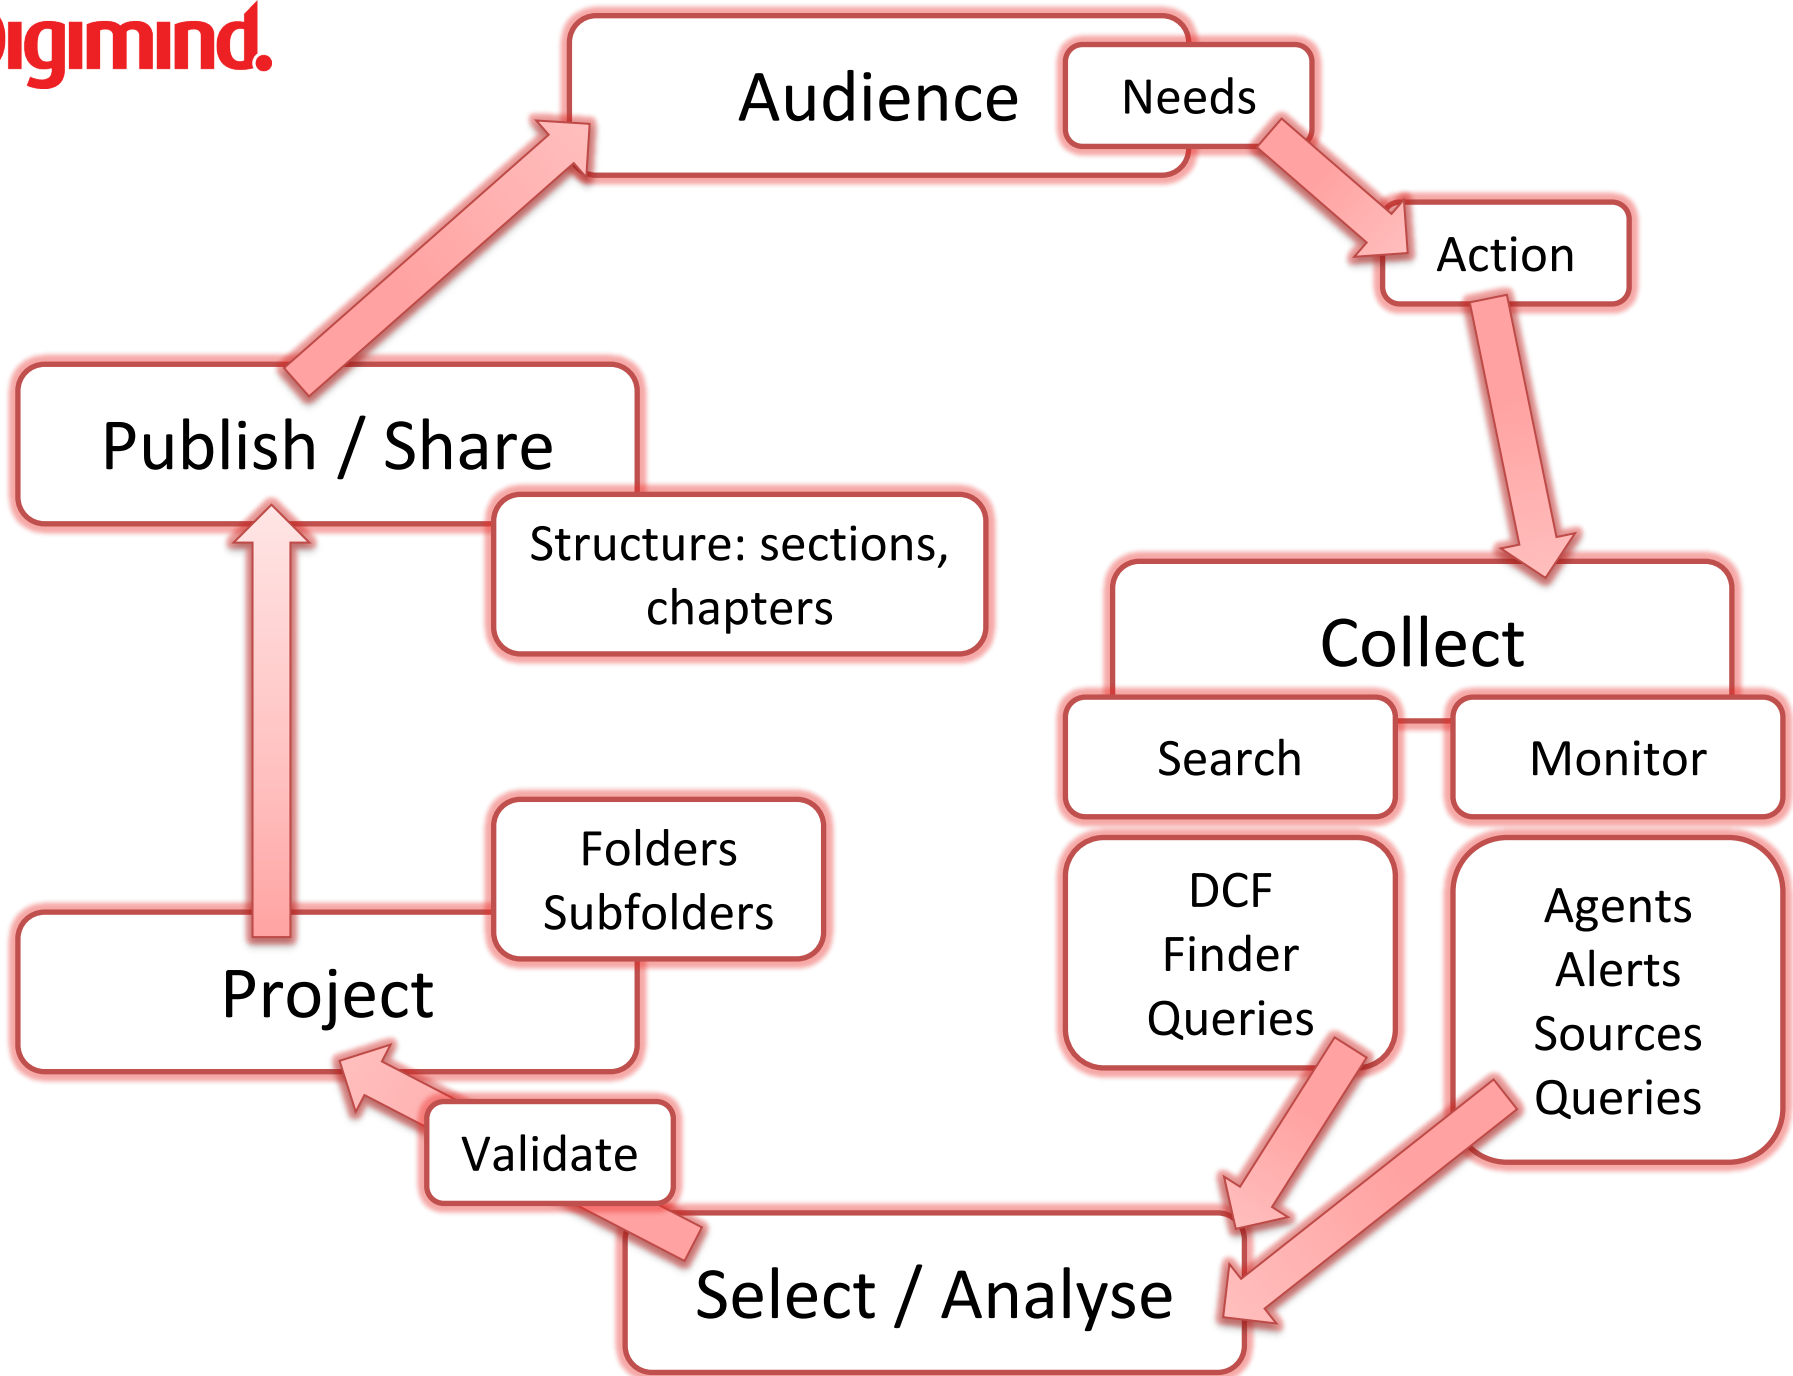 Digimind.
Audience
Needs
Action
Publish / Share
Structure: sections,
chapters
Collect
Search
Monitor
DCF
Finder
Queries
Agents
Alerts
Sources
Queries
Folders
Subfolders
Project
Validate
Select / Analyse